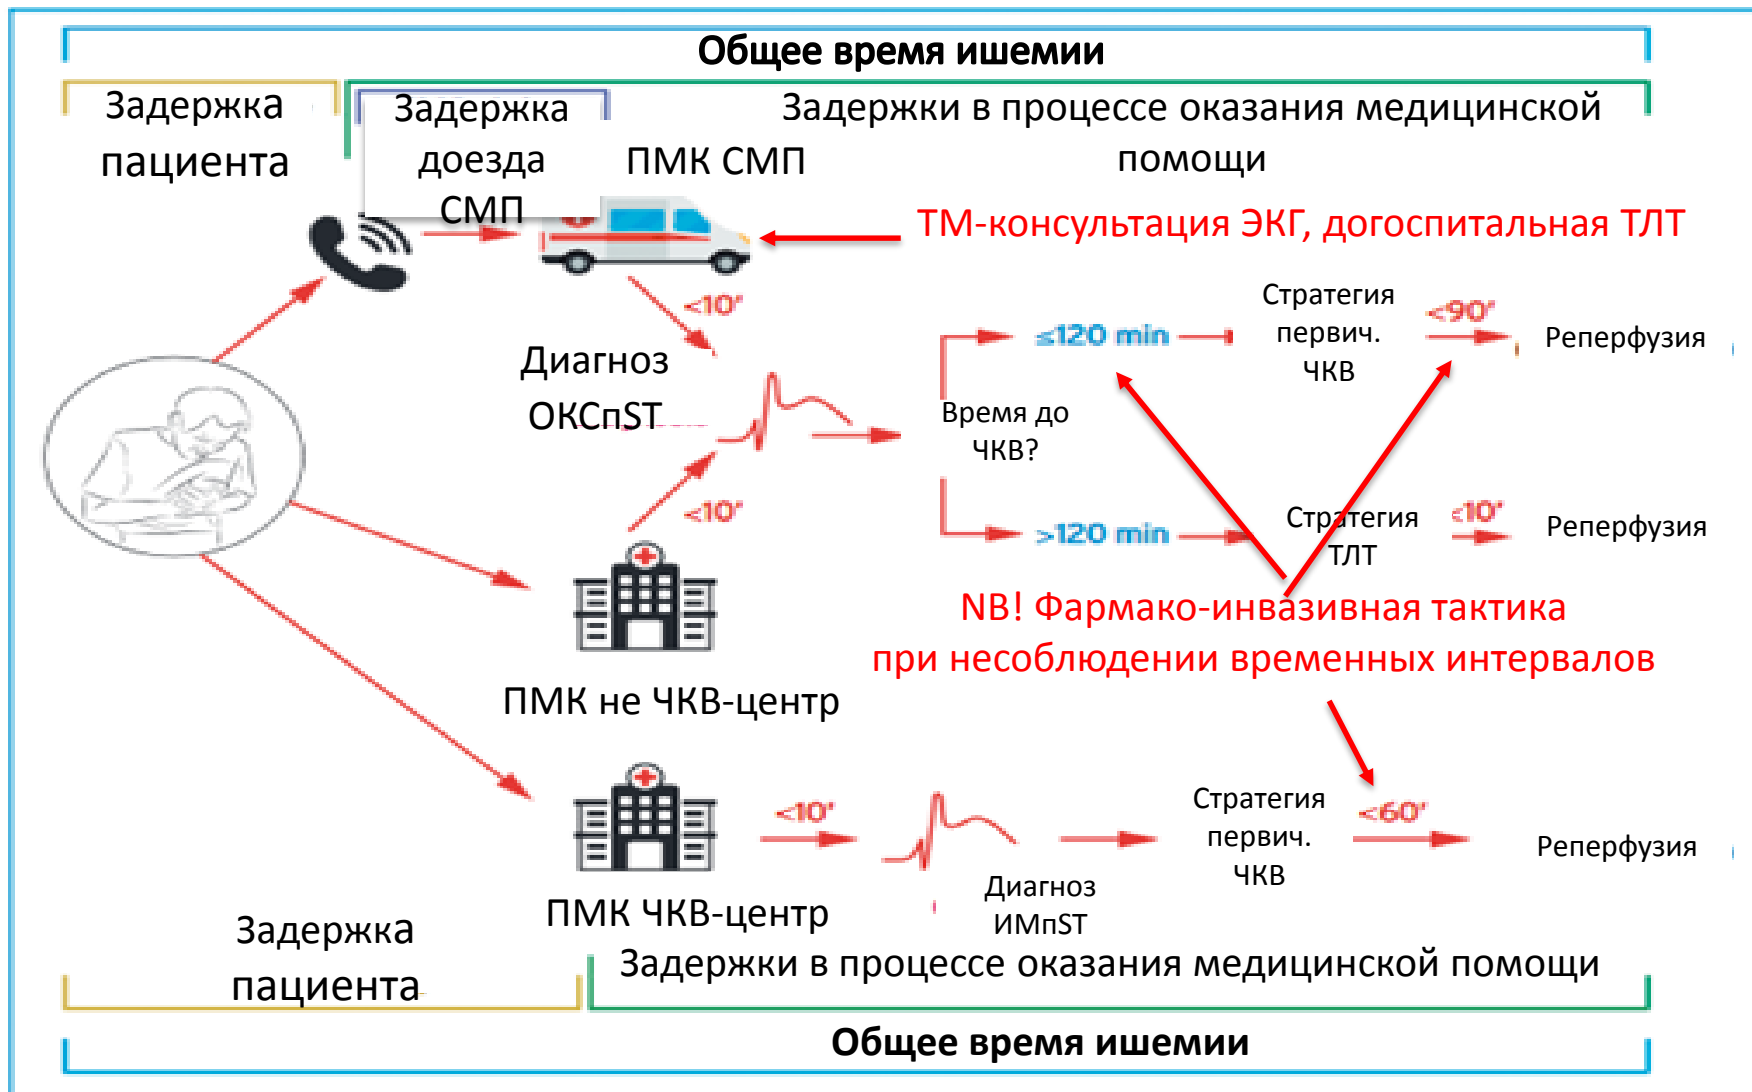 Общее время ишемии
Задержка
пациента
Задержка
доезда
СМП
Задержки в процессе оказания медицинской
помощи
ПМК СМП
ТМ-консультация ЭКГ, догоспитальная ТЛТ
<10'
Диагноз
ОКСпST
<10'
Время до
ЧКВ?
≤120 min
Стратегия
первич.
ЧКВ
<90'
Реперфузия
>120 min
Стратегия
ТЛТ
<10'
Реперфузия
NB! Фармако-инвазивная тактика
при несоблюдении временных интервалов
ПМК не ЧКВ-центр
<10'
Стратегия
первич.
ЧКВ
<60'
Реперфузия
ПМК ЧКВ-центр
Диагноз
ИМпST
Задержка
пациента
Задержки в процессе оказания медицинской помощи
Общее время ишемии